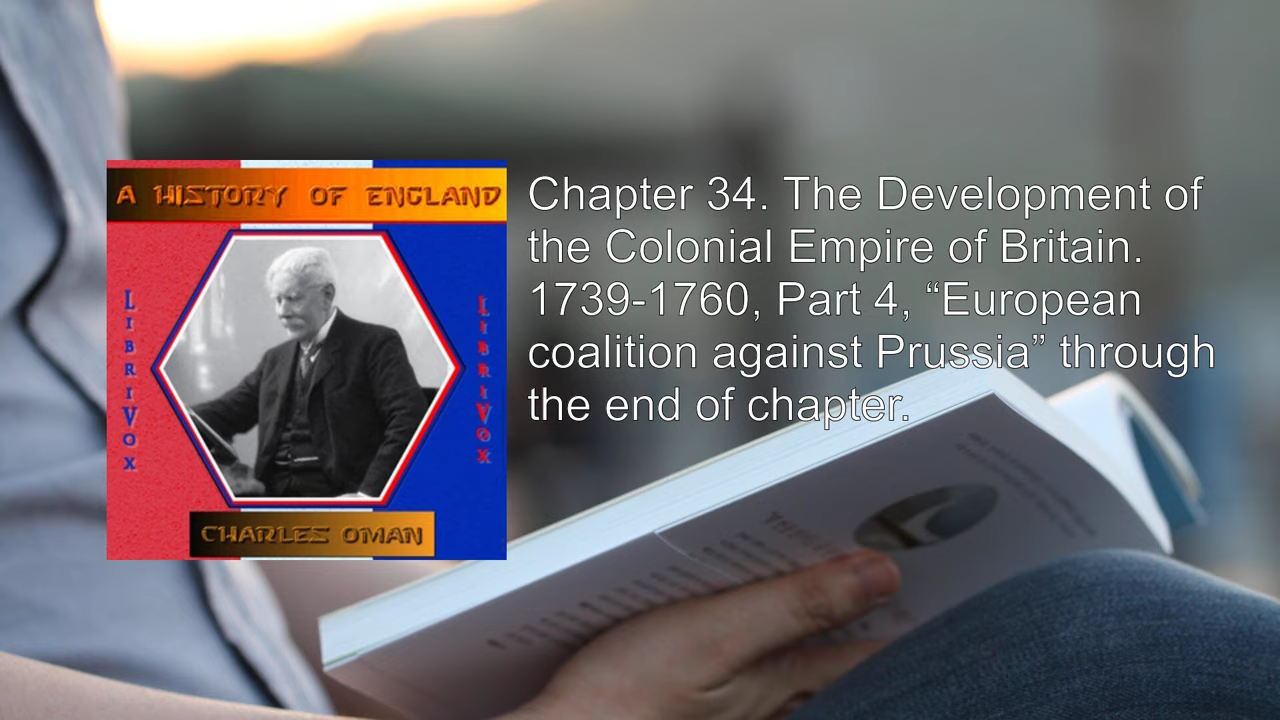 A HISTORY OF ENGLAND
LIBRIVOX
LIBRIVOX
CHARLES OMAN
Chapter 34. The Development of
the Colonial Empire of Britain.
1739-1760, Part 4, “European
coalition against Prussia” through
the end of chapter.